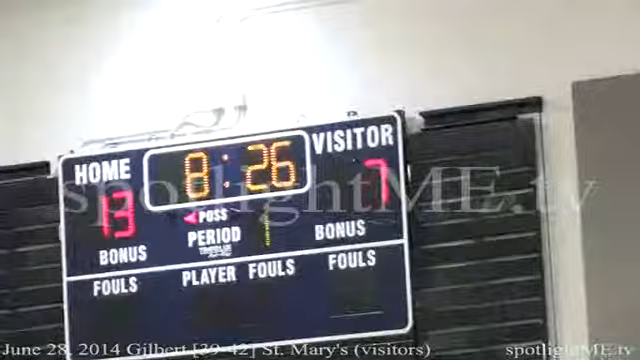 HOME 8:26 VISITOR
13 7
POSS
BONUS PERIOD 1 BONUS
FOULS PLAYER FOULS FOULS
spotlightME.tv
June 28, 2014 Gilbert [39-42] St. Mary's (visitors) spotlightME.tv